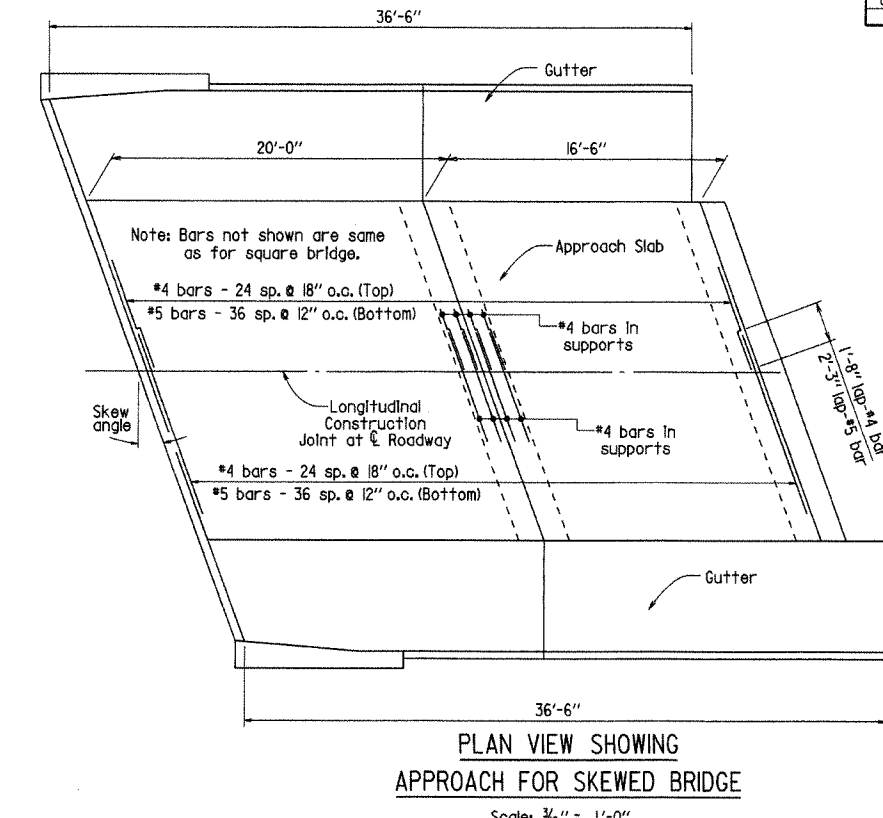 36'-6"
Gutter
20'-0"
16'-6"
Note: Bars not shown are same
as for square bridge.
Approach Slab
#4 bars - 24 sp. @ 18" o.c. (Top)
#5 bars - 36 sp. @ 12" o.c. (Bottom)
#4 bars in
supports
1'-8" lap-#4 bar
2'-3" lap-#5 bar
Skew
angle
Longitudinal
Construction
Joint at ℄ Roadway
#4 bars in
supports
#4 bars - 24 sp. @ 18" o.c. (Top)
#5 bars - 36 sp. @ 12" o.c. (Bottom)
Gutter
36'-6"
PLAN VIEW SHOWING
APPROACH FOR SKEWED BRIDGE
Scale: = 1'-0"